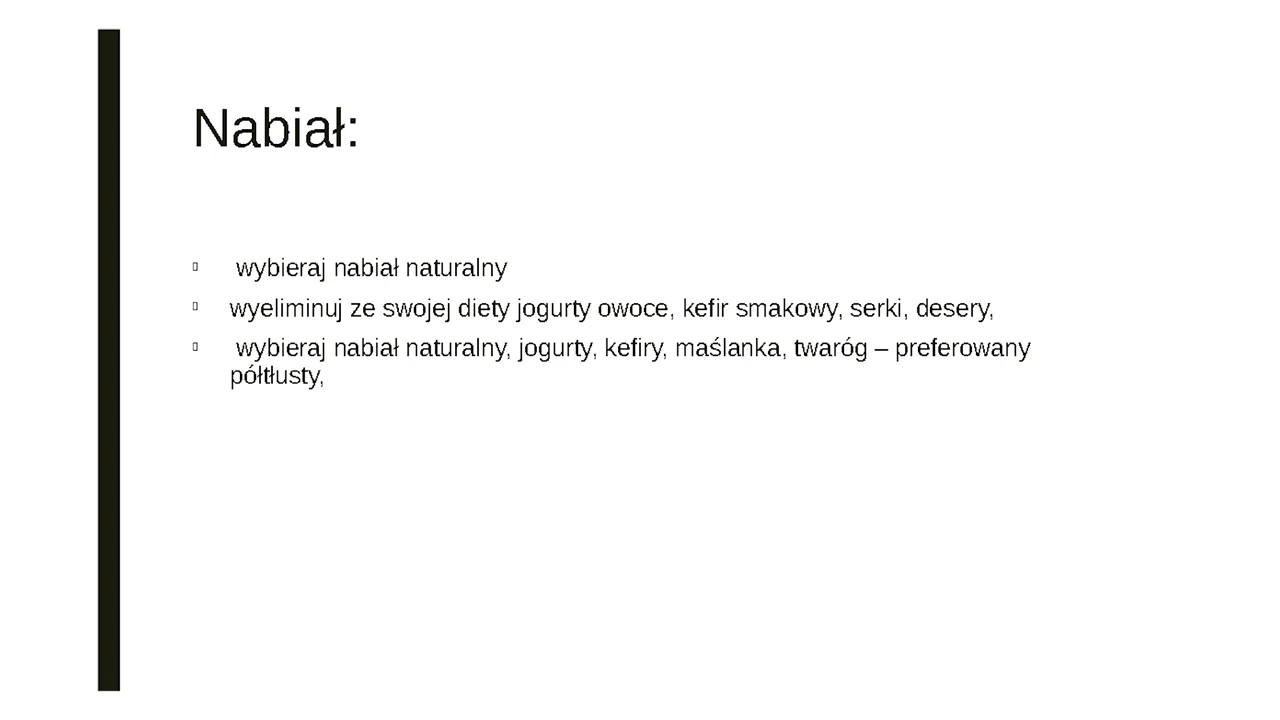 Nabiał:
wybieraj nabiał naturalny
wyeliminuj ze swojej diety jogurty owoce, kefir smakowy, serki, desery,
wybieraj nabiał naturalny, jogurty, kefiry, maślanka, twaróg – preferowany
półtłusty,